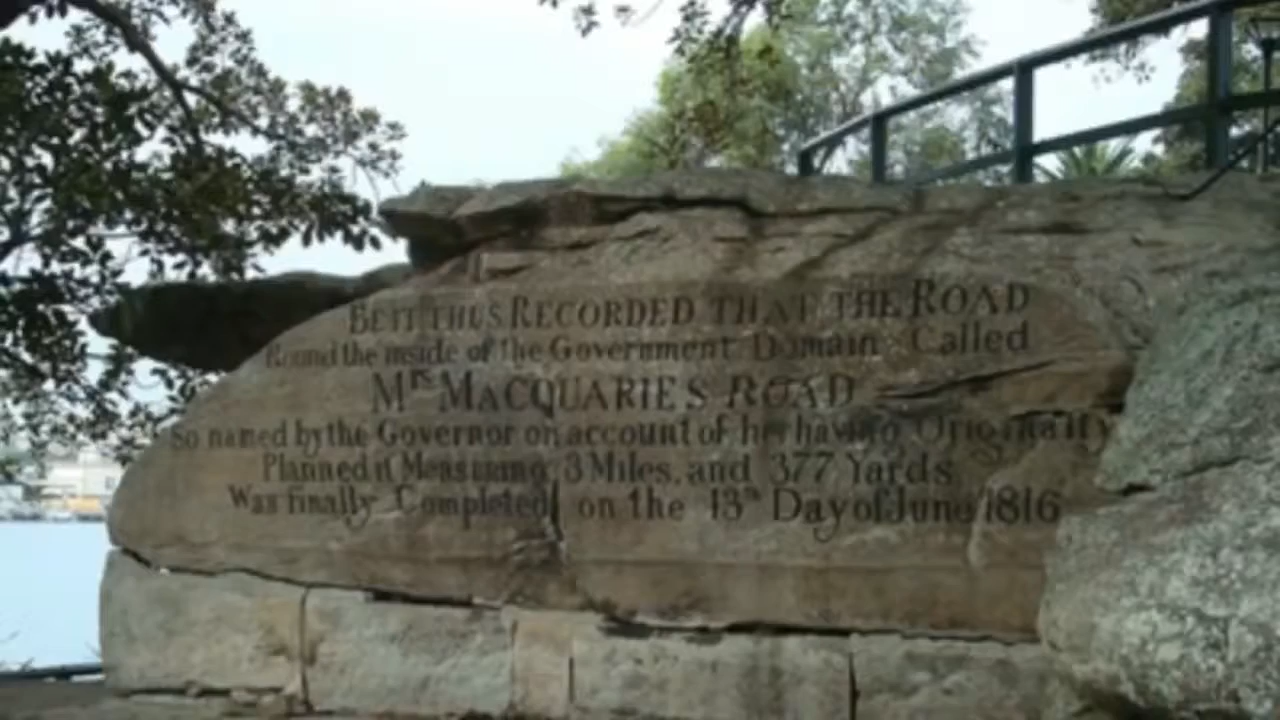 BE IT THUS RECORDED THAT THE ROAD
Round the inside of the Government Domain Called
Mrs MACQUARIES ROAD
So named by the Governor on account of her having Originally
Planned it Measuring 3 Miles, and 377 Yards
Was finally Completed on the 13th Day of June 1816